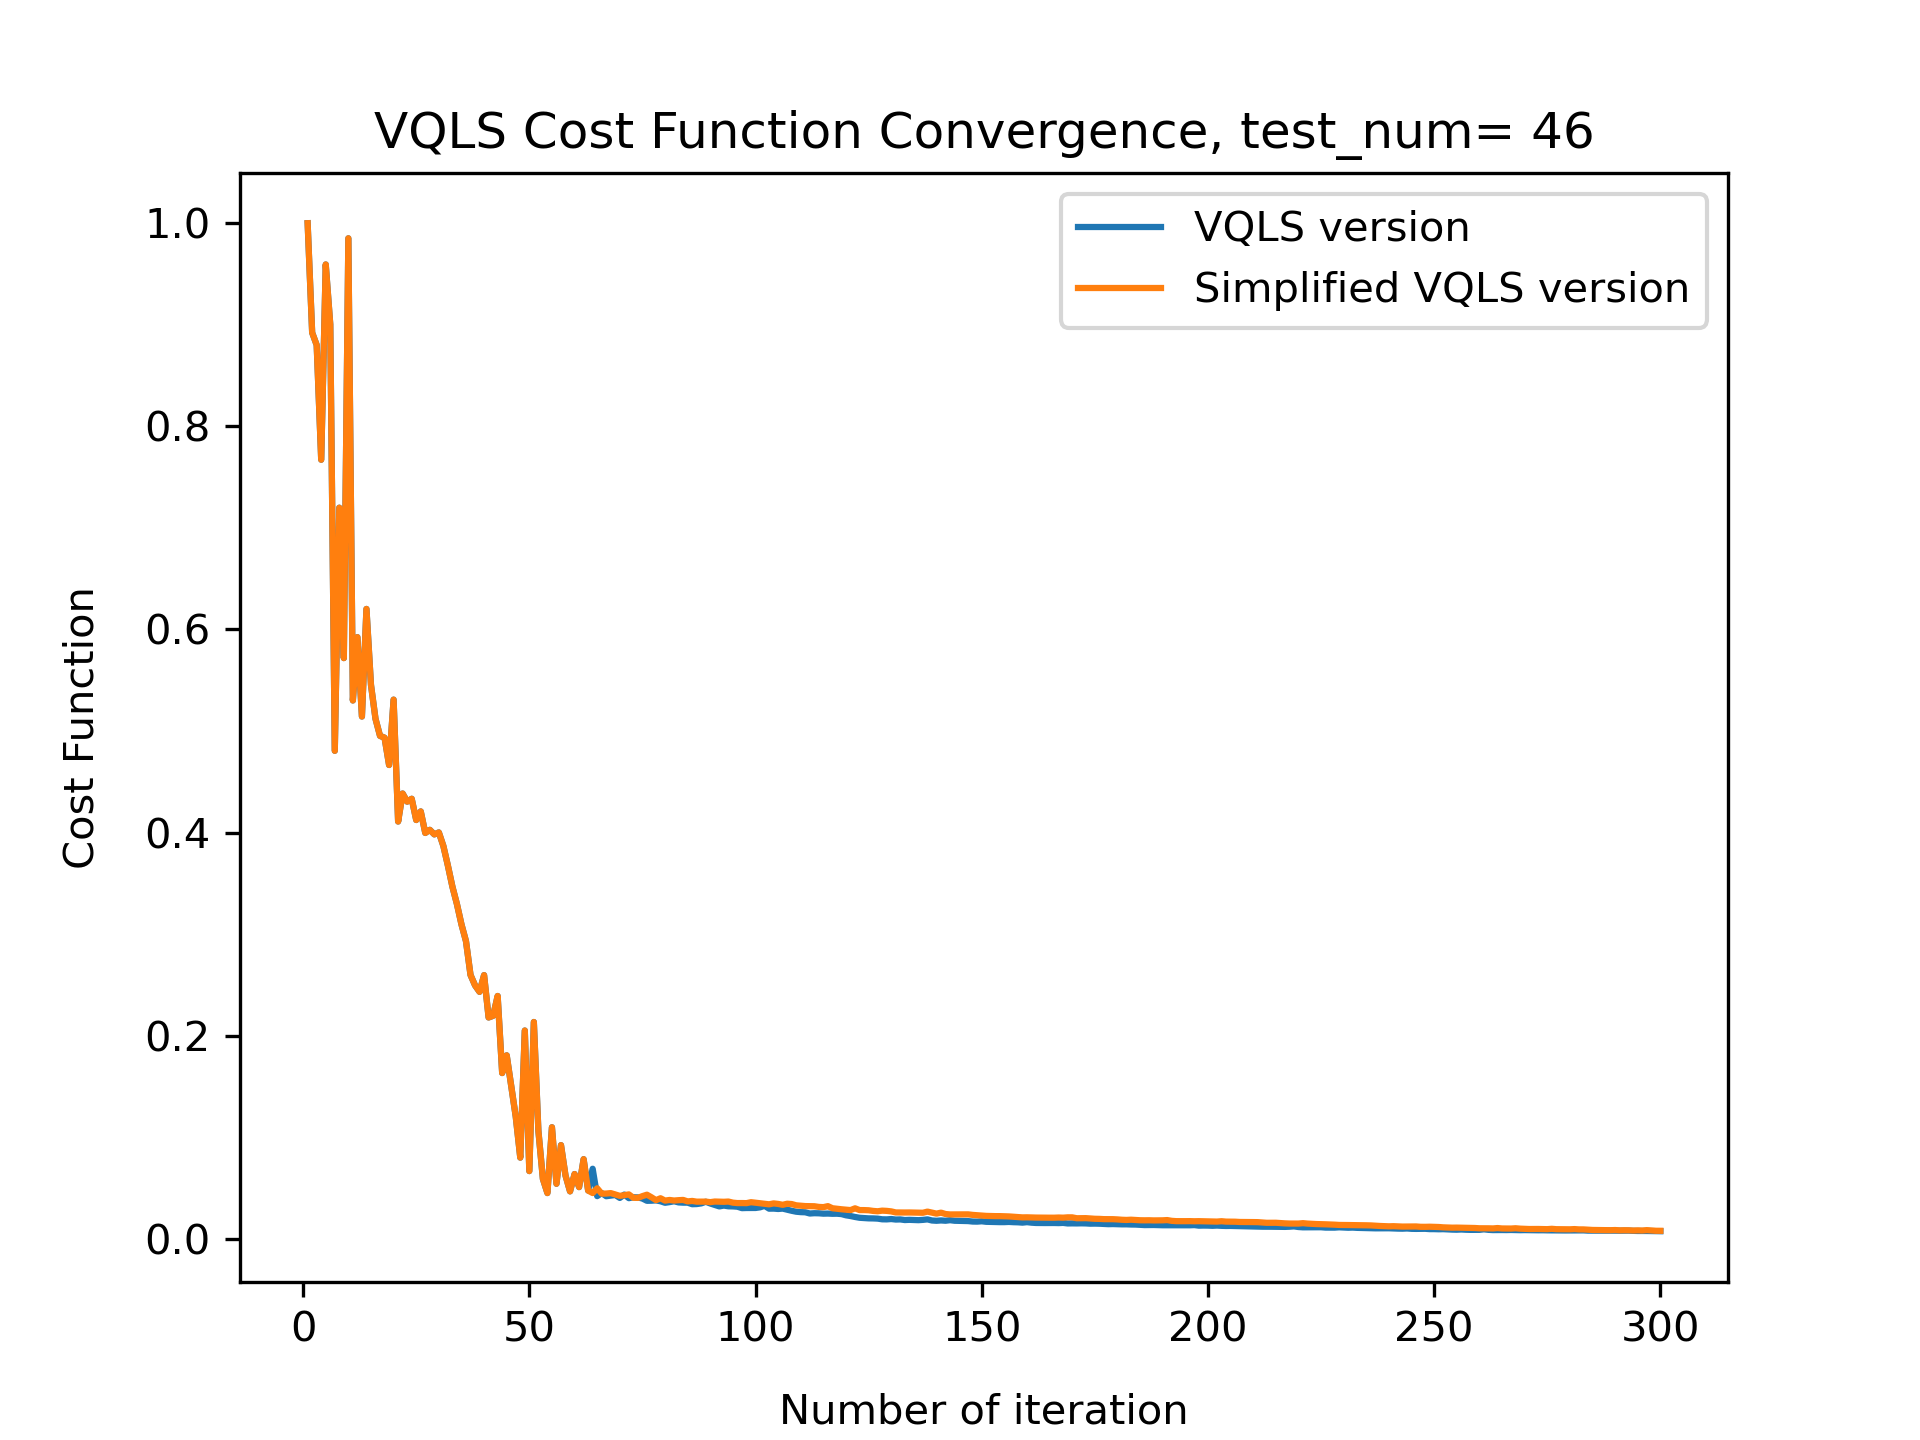 VQLS Cost Function Convergence, test_num= 46
VQLS version
Simplified VQLS version
1.0
0.8
0.6
0.4
0.2
0.0
Cost Function
0 50 100 150 200 250 300
Number of iteration